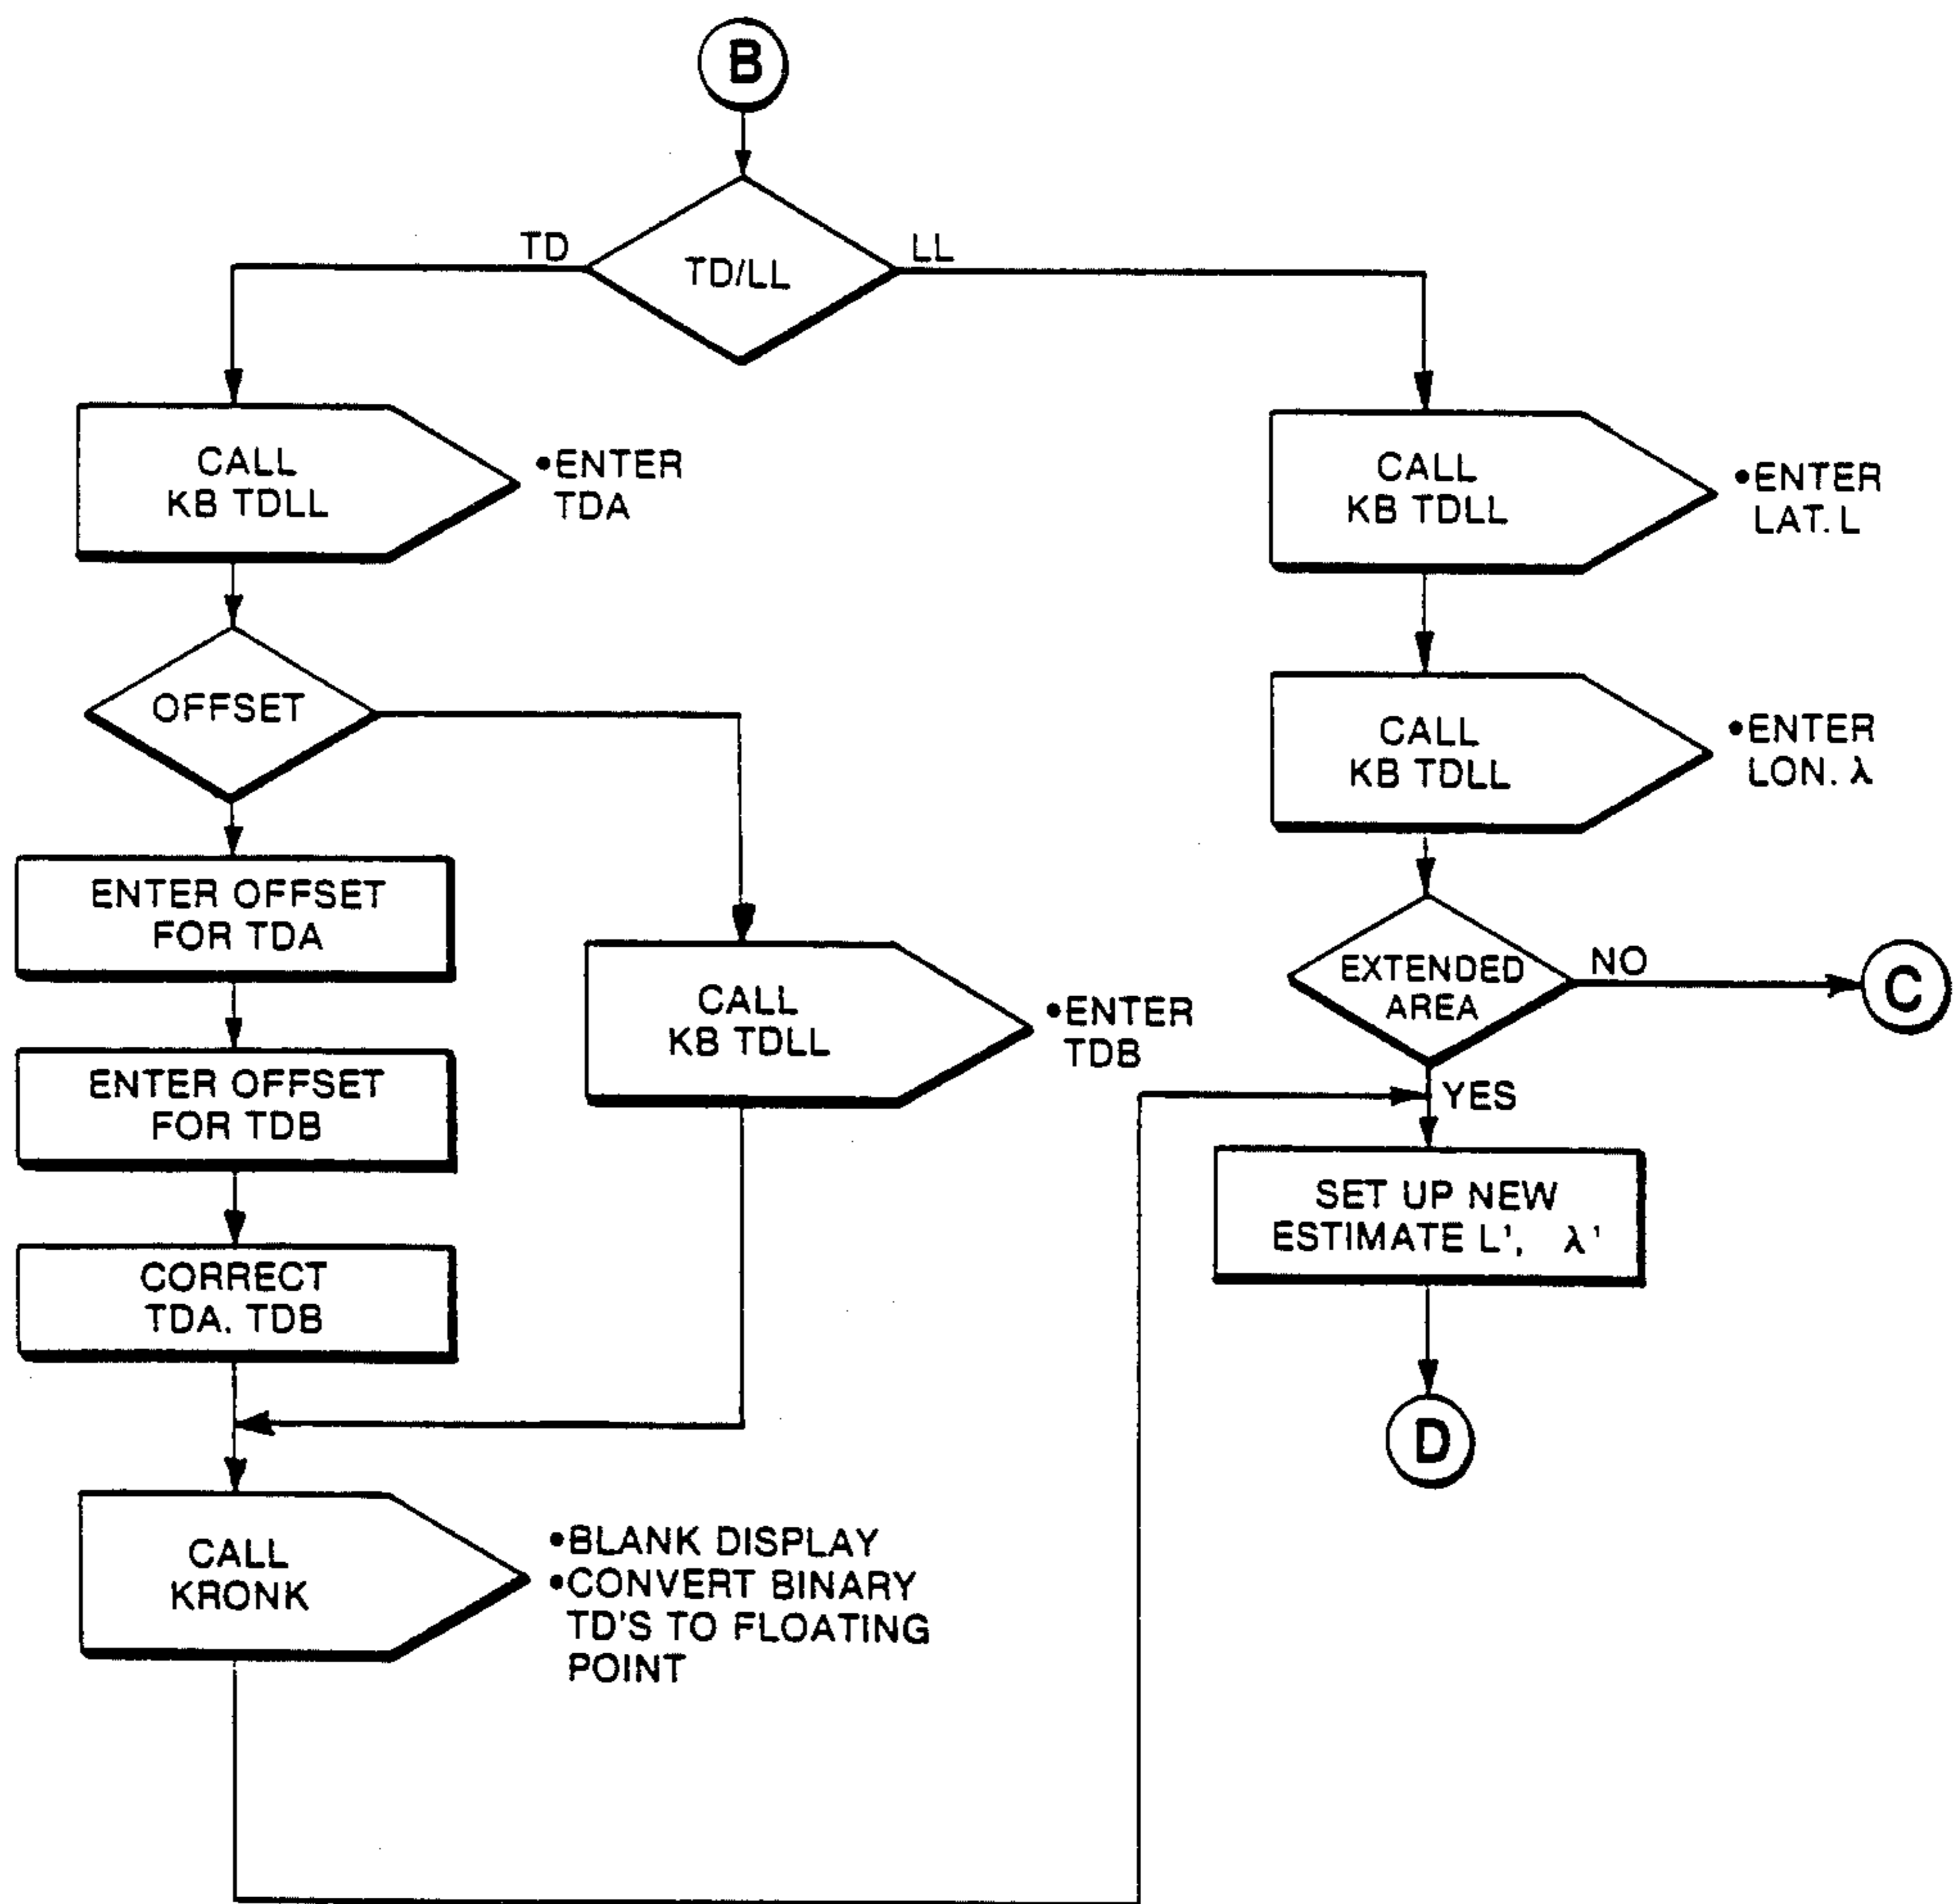 B
TD/LL
TD
LL
CALL
KB TDLL
•ENTER
TDA
OFFSET
ENTER OFFSET
FOR TDA
ENTER OFFSET
FOR TDB
CORRECT
TDA. TDB
CALL
KB TDLL
•ENTER
TDB
CALL
KRONK
•BLANK DISPLAY
•CONVERT BINARY
TD'S TO FLOATING
POINT
CALL
KB TDLL
•ENTER
LAT. L
CALL
KB TDLL
•ENTER
LON. λ
EXTENDED
AREA
NO
C
YES
SET UP NEW
ESTIMATE L', λ'
D